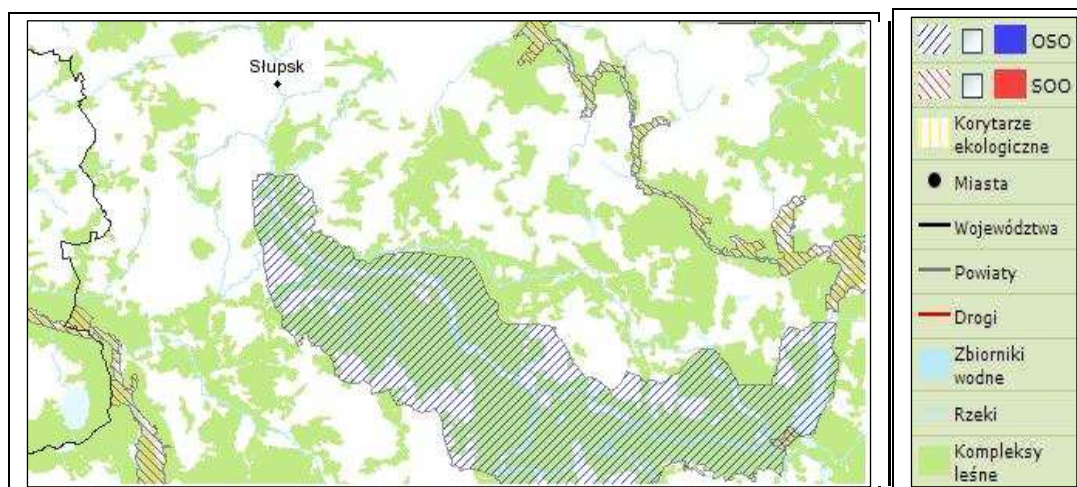 Słupsk
OSO
SOO
Korytarze
ekologiczne
Miasta
Województwa
Powiaty
Drogi
Zbiorniki
wodne
Rzeki
Kompleksy
leśne